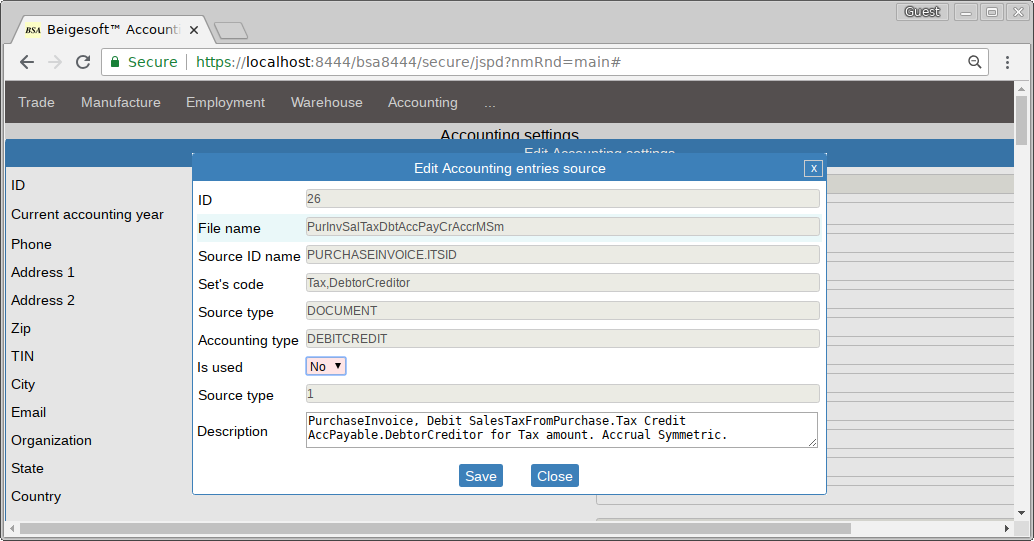 Guest
BSA Beigesoft™ Accounti
Secure https://localhost:8444/bsa8444/secure/jspd?nmRnd=main#
Trade Manufacture Employment Warehouse Accounting ...
Accounting settings
Edit Accounting settings
Edit Accounting entries source x
ID
Current accounting year
Phone
Address 1
Address 2
Zip
TIN
City
Email
Organization
State
Country
ID 26
File name PurInvSalTaxDbtAccPayCrAccrMSm
Source ID name PURCHASEINVOICE.ITSID
Set's code Tax,DebtorCreditor
Source type DOCUMENT
Accounting type DEBITCREDIT
Is used No
Source type 1
Description PurchaseInvoice, Debit SalesTaxFromPurchase.Tax Credit
AccPayable.DebtorCreditor for Tax amount. Accrual Symmetric.
Save Close